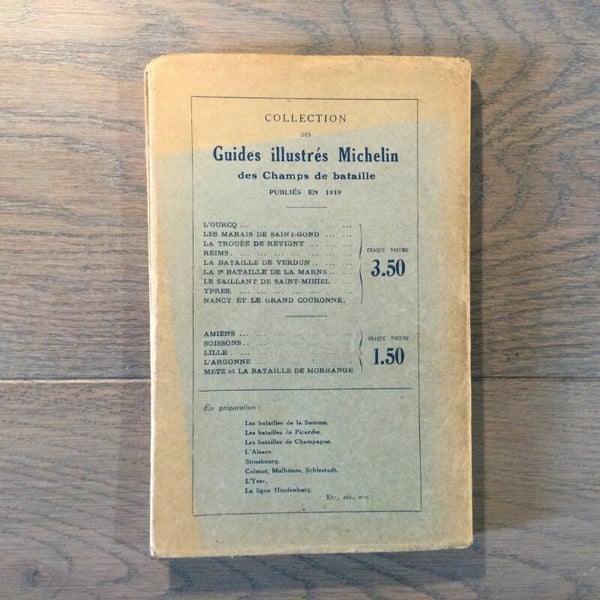 COLLECTION
DES
Guides illustrés Michelin
des Champs de bataille
PUBLIÉS EN 1919
L'OURCQ ... ... ... ... ... ...
LES MARAIS DE SAINT-GOND ... ...
LA TROUÉE DE REVIGNY ... ... ...
REIMS. ... ... ... ... ... ...
LA BATAILLE DE VERDUN .. ... ...
LA 2e BATAILLE DE LA MARNE .. ...
LE SAILLANT DE SAINT-MIHIEL
YPRES. ... ... ... ... ... ...
NANCY ET LE GRAND COURONNÉ.
CHAQUE VOLUME
3.50
AMIENS ... ... ... ... ... ...
SOISSONS .. ... ... ... ... ...
LILLE . ... ... ... ... ... ...
L'ARGONNE ... ... ... ... ...
METZ et LA BATAILLE DE MORHANGE
CHAQUE VOLUME
1.50
En préparation :
Les batailles de la Somme.
Les batailles de Picardie.
Les batailles de Champagne.
L'Alsace.
Strasbourg.
Colmar, Mulhouse, Schlestadt.
L'Yser.
La ligne Hindenburg.
Etc., etc., etc.